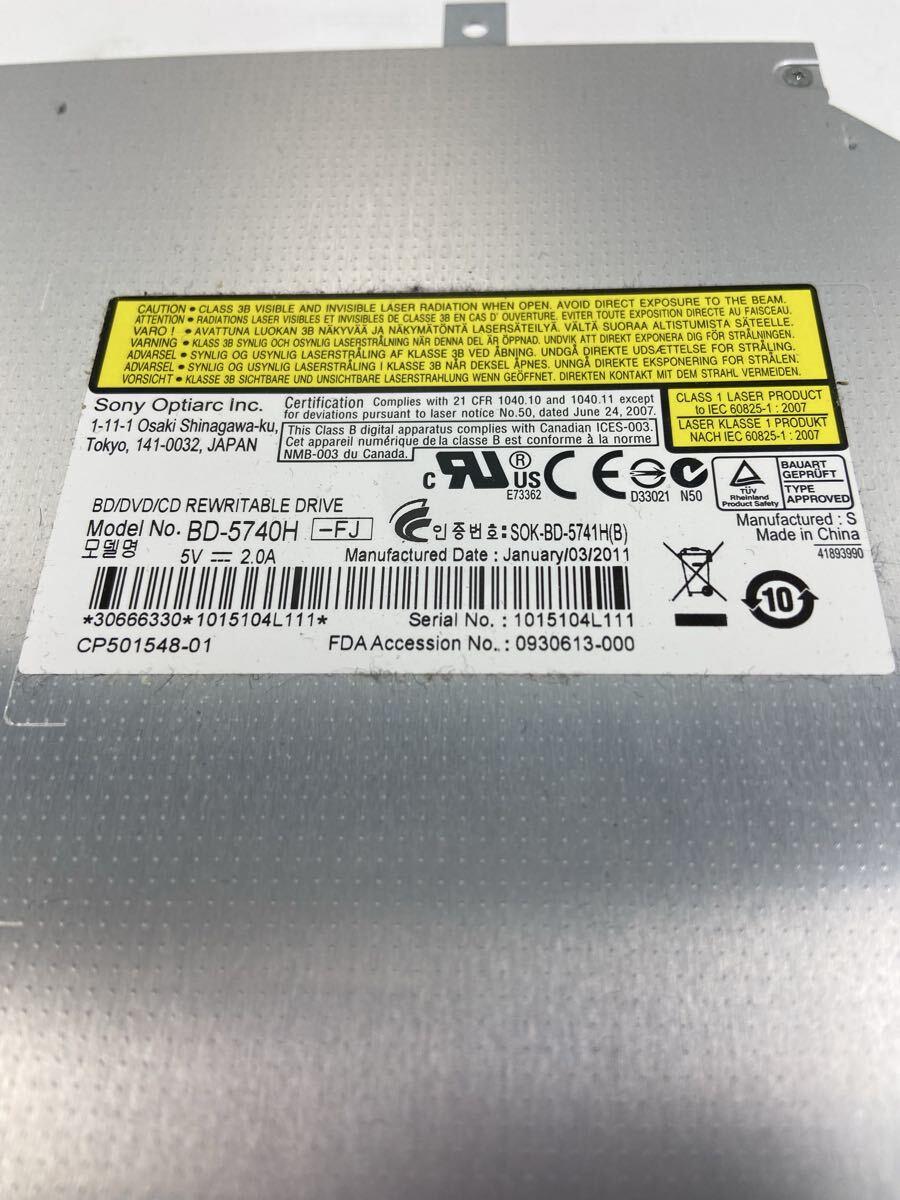 CAUTION • CLASS 3B VISIBLE AND INVISIBLE LASER RADIATION WHEN OPEN. AVOID DIRECT EXPOSURE TO THE BEAM.
ATTENTION • RADIATIONS LASER VISIBLES ET INVISIBLES DE CLASSE 3B EN CAS D' OUVERTURE. EVITER TOUTE EXPOSITION DIRECTE AU FAISCEAU.
VARO ! • AVATTUNA LUOKAN 3B NÄKYVÄÄ JA NÄKYMÄTÖNTÄ LASERSÄTEILYÄ. VÄLTÄ SUORAA ALTISTUMISTA SÄTEELLE.
VARNING • KLASSE 3B SYNLIG OCH OSYNLIG LASERSTRÅLNING NÄR DENNA DEL ÄR ÖPPNAD. UNDVIK ATT DIREKT EXPONERA DIG FÖR STRÅLNINGEN.
ADVARSEL • SYNLIG OG USYNLIG LASERSTRÅLING AF KLASSE 3B VED ÅBNING. UNDGÅ DIREKTE UDSÆTTELSE FOR STRÅLING.
ADVARSEL • SYNLIG OG USYNLIG LASERSTRÅLING I KLASSE 3B NÅR DEKSEL ÅPNES. UNNGÅ DIREKTE EKSPONERING FOR STRÅLEN.
VORSICHT • KLASSE 3B SICHTBARE UND UNSICHTBARE LASERSTRAHLUNG WENN GEÖFFNET. DIREKTEN KONTAKT MIT DEM STRAHL VERMEIDEN.
CLASS 1 LASER PRODUCT
to IEC 60825-1 : 2007
LASER KLASSE 1 PRODUKT
NACH IEC 60825-1 : 2007
Sony Optiarc Inc.
1-11-1 Osaki Shinagawa-ku,
Tokyo, 141-0032, JAPAN
Certification Complies with 21 CFR 1040.10 and 1040.11 except
for deviations pursuant to laser notice No.50, dated June 24, 2007.
This Class B digital apparatus complies with Canadian ICES-003.
Cet appareil numérique de la classe B est conforme à la norme
NMB-003 du Canada.
C RU ® US
E73362
CE
D33021
N50
TÜV
Rheinland
Product Safety
BAUART
GEPRÜFT
TYPE
APPROVED
BD/DVD/CD REWRITABLE DRIVE
Model No. BD-5740H -FJ
모델명
인증번호 : SOK-BD-5741H(B)
5V ⎓ 2.0A
Manufactured Date : January/03/2011
Manufactured : S
Made in China
41893990
*30666330*1015104L111*
Serial No. : 1015104L111
CP501548-01
FDA Accession No. : 0930613-000
10